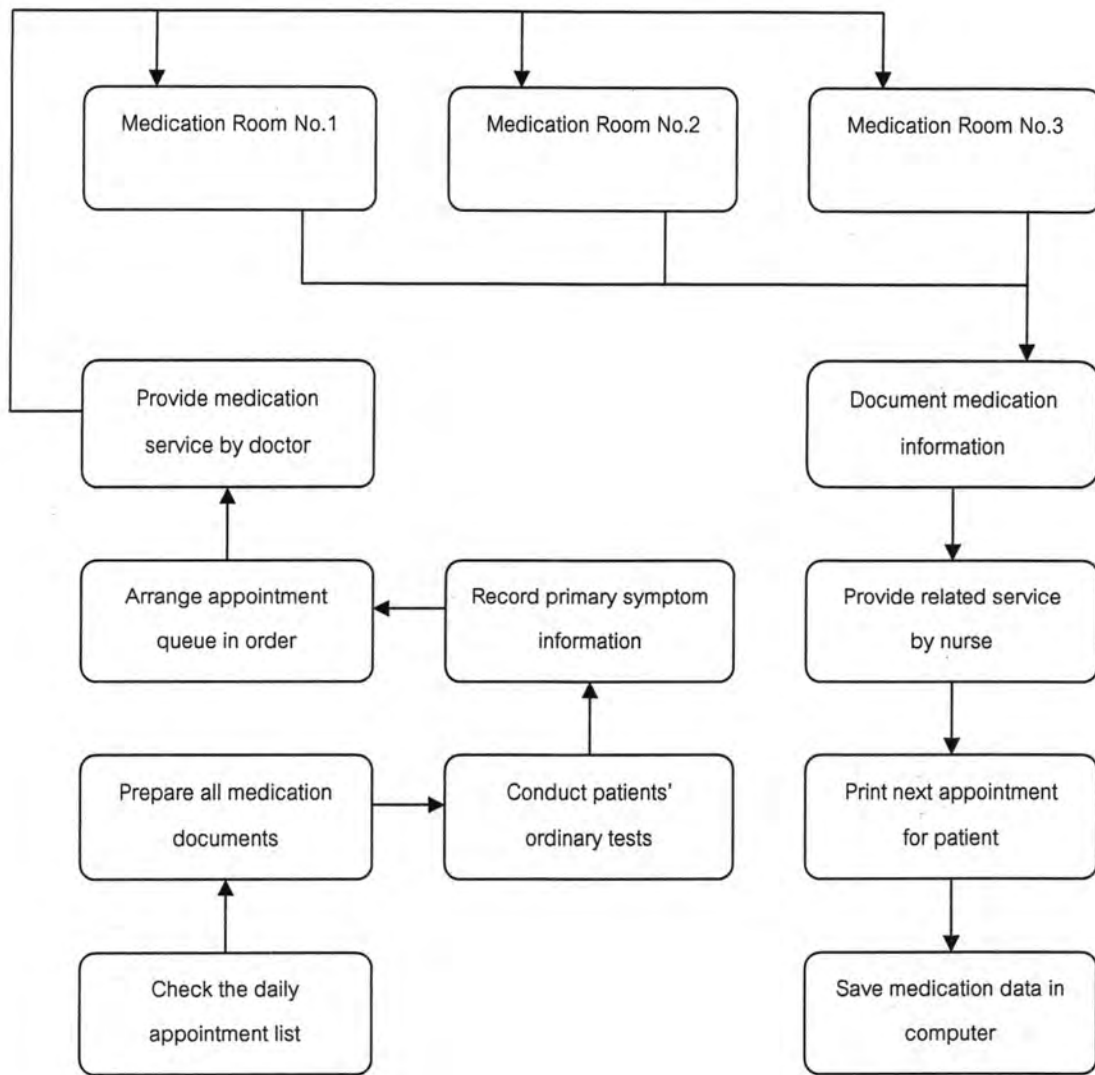 Medication Room No.1
Medication Room No.2
Medication Room No.3
Provide medication
service by doctor
Document medication
information
Arrange appointment
queue in order
Record primary symptom
information
Provide related service
by nurse
Prepare all medication
documents
Conduct patients'
ordinary tests
Print next appointment
for patient
Check the daily
appointment list
Save medication data in
computer